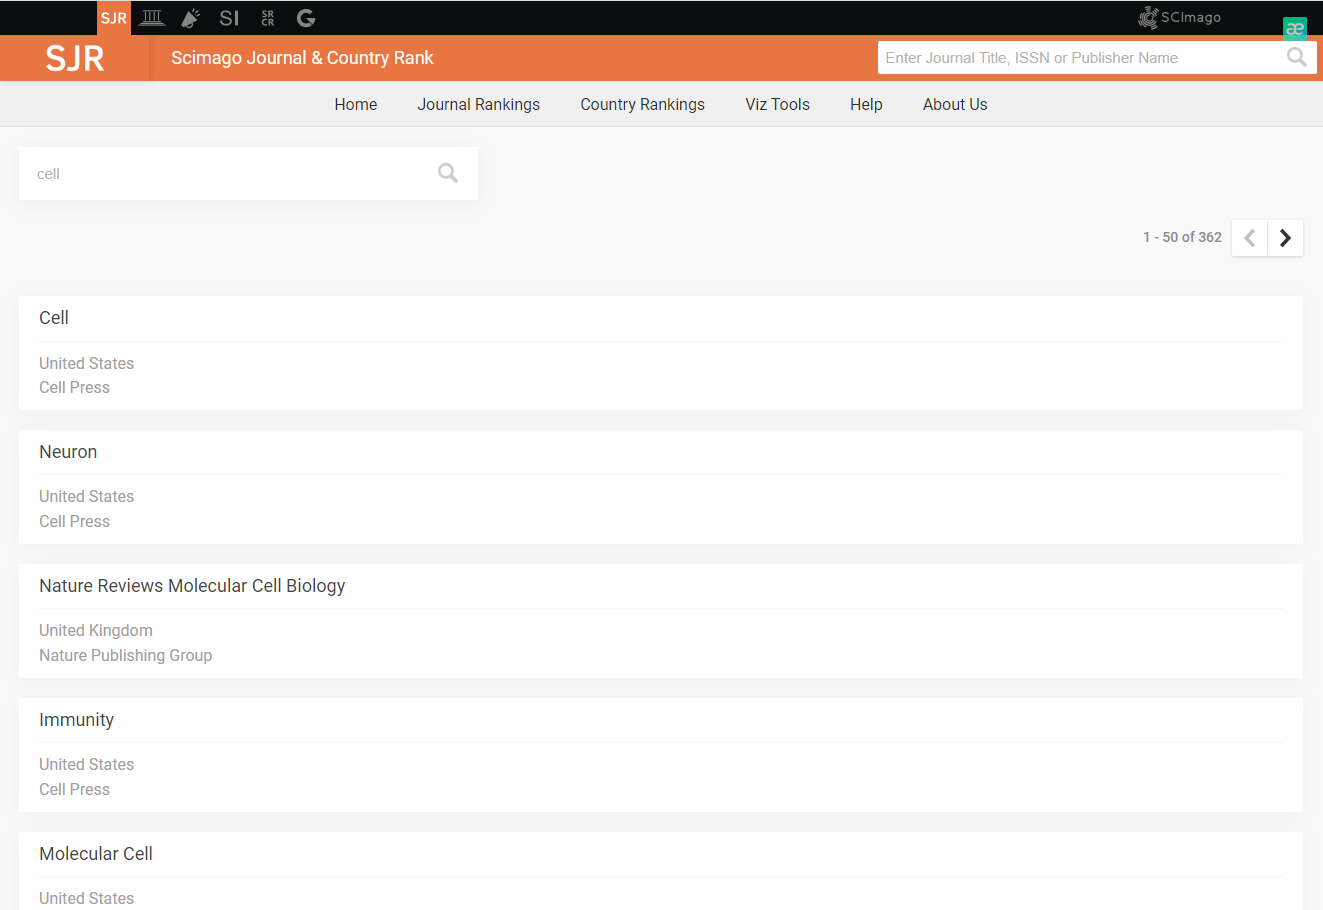 SJR
SI
SR
CR
G
SCImago
æ
SJR
Scimago Journal & Country Rank
Enter Journal Title, ISSN or Publisher Name
Home
Journal Rankings
Country Rankings
Viz Tools
Help
About Us
cell
1 - 50 of 362
Cell
United States
Cell Press
Neuron
United States
Cell Press
Nature Reviews Molecular Cell Biology
United Kingdom
Nature Publishing Group
Immunity
United States
Cell Press
Molecular Cell
United States